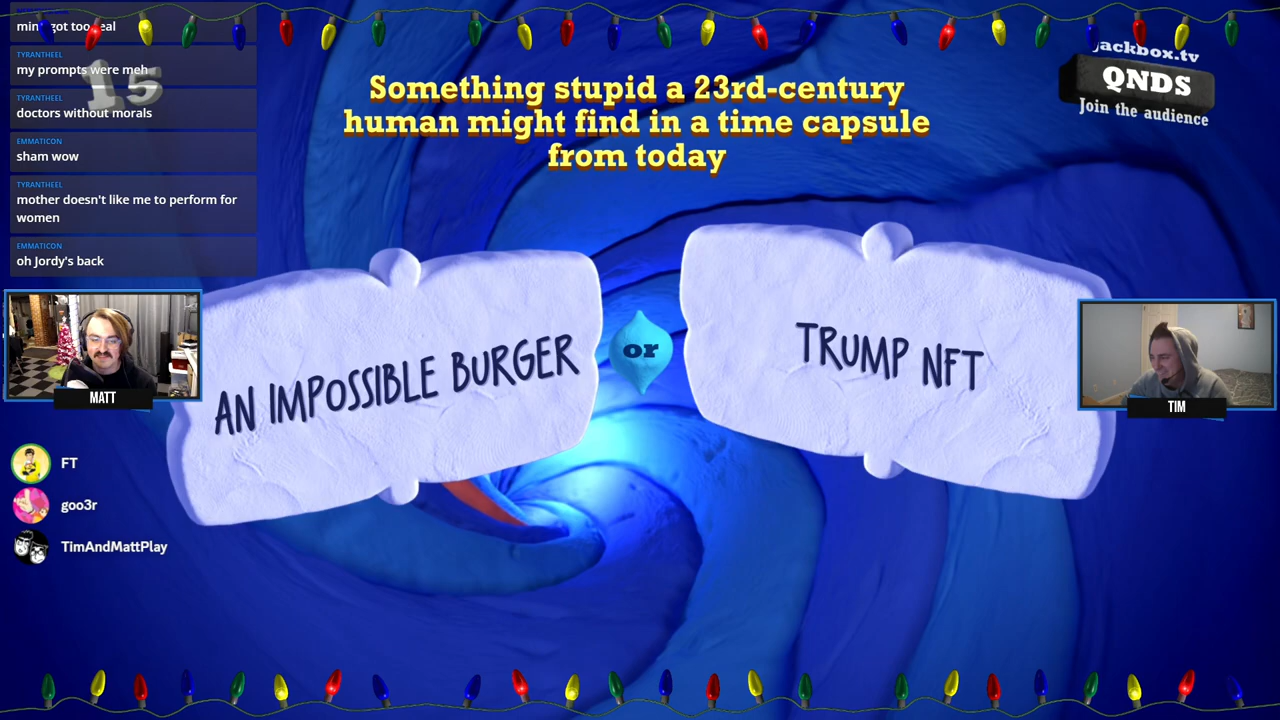 got too real
TYRANTHEEL
my prompts were meh
15
TYRANTHEEL
doctors without morals
EMMATICON
sham wow
TYRANTHEEL
mother doesn't like me to perform for
women
EMMATICON
oh Jordy's back
Something stupid a 23rd-century
human might find in a time capsule
from today
jackbox.tv
QNDS
Join the audience
AN IMPOSSIBLE BURGER
or
TRUMP NFT
MATT
TIM
FT
goo3r
TimAndMattPlay